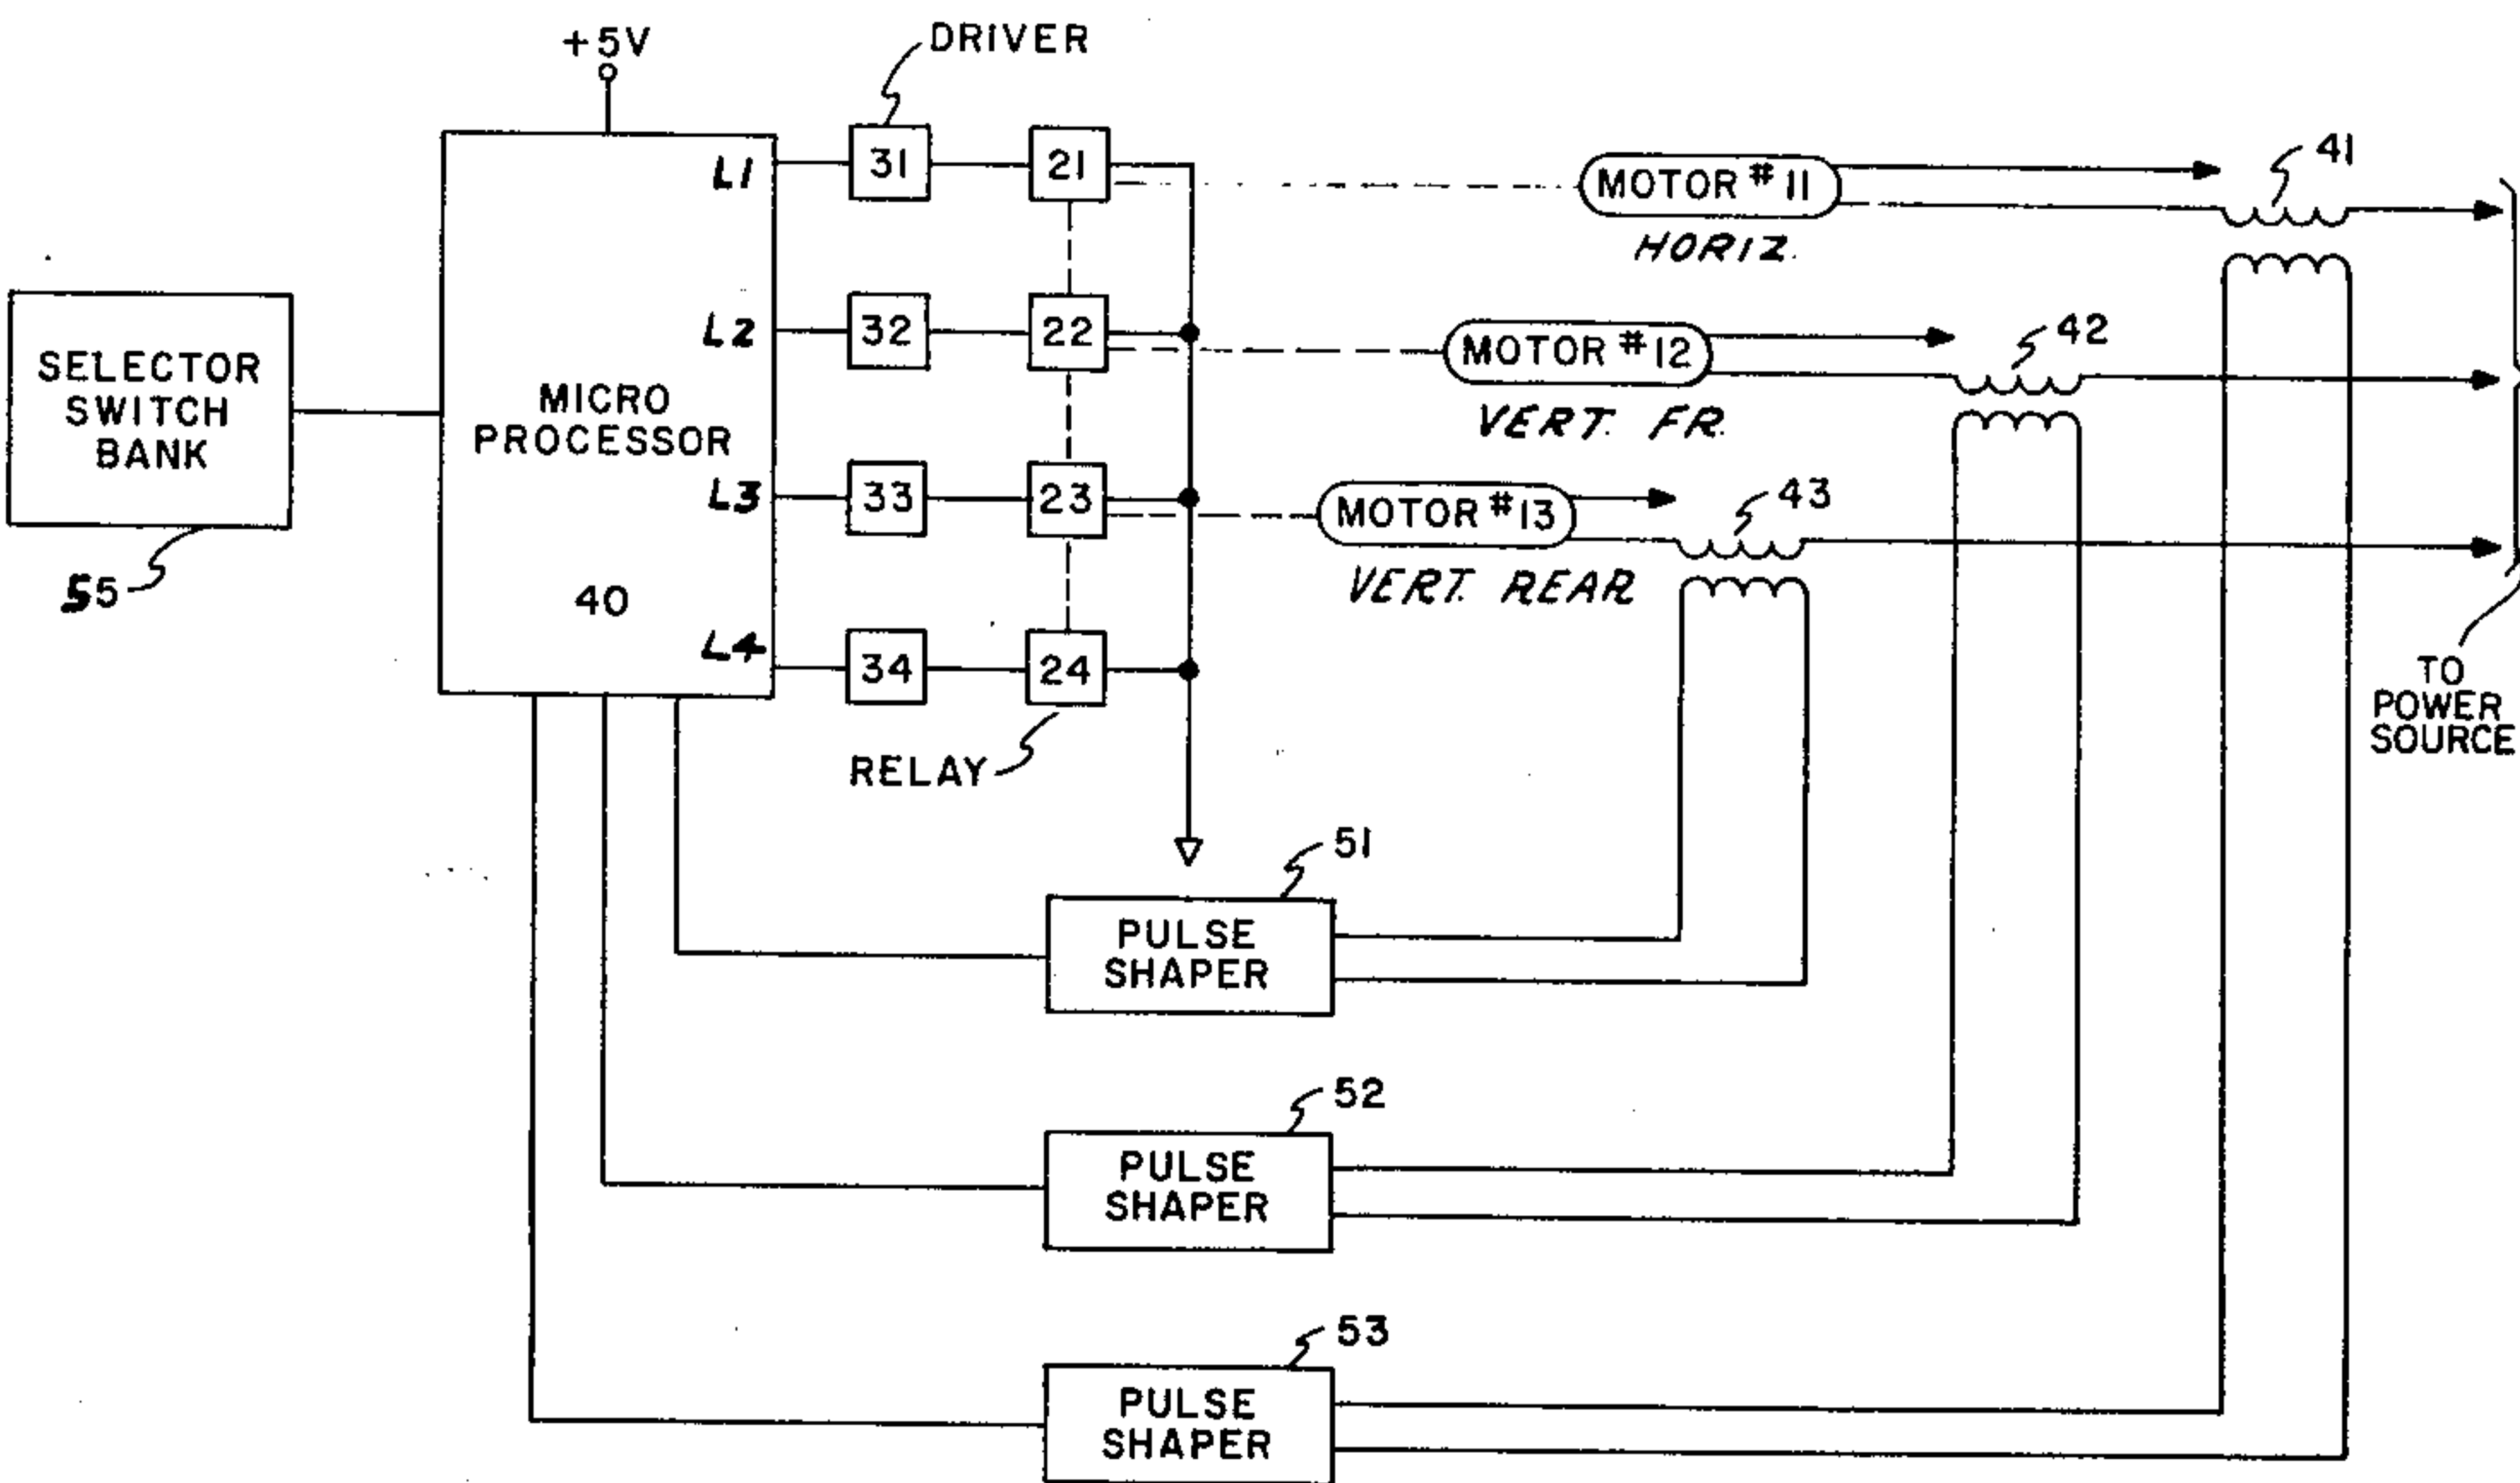 +5V
DRIVER
L1
31
21
MOTOR #11
HORIZ.
41
L2
32
22
MOTOR #12
VERT. FR.
42
SELECTOR
SWITCH
BANK
55
MICRO
PROCESSOR
40
L3
33
23
MOTOR #13
VERT. REAR
43
L4
34
24
RELAY
TO
POWER
SOURCE
51
PULSE
SHAPER
52
PULSE
SHAPER
53
PULSE
SHAPER